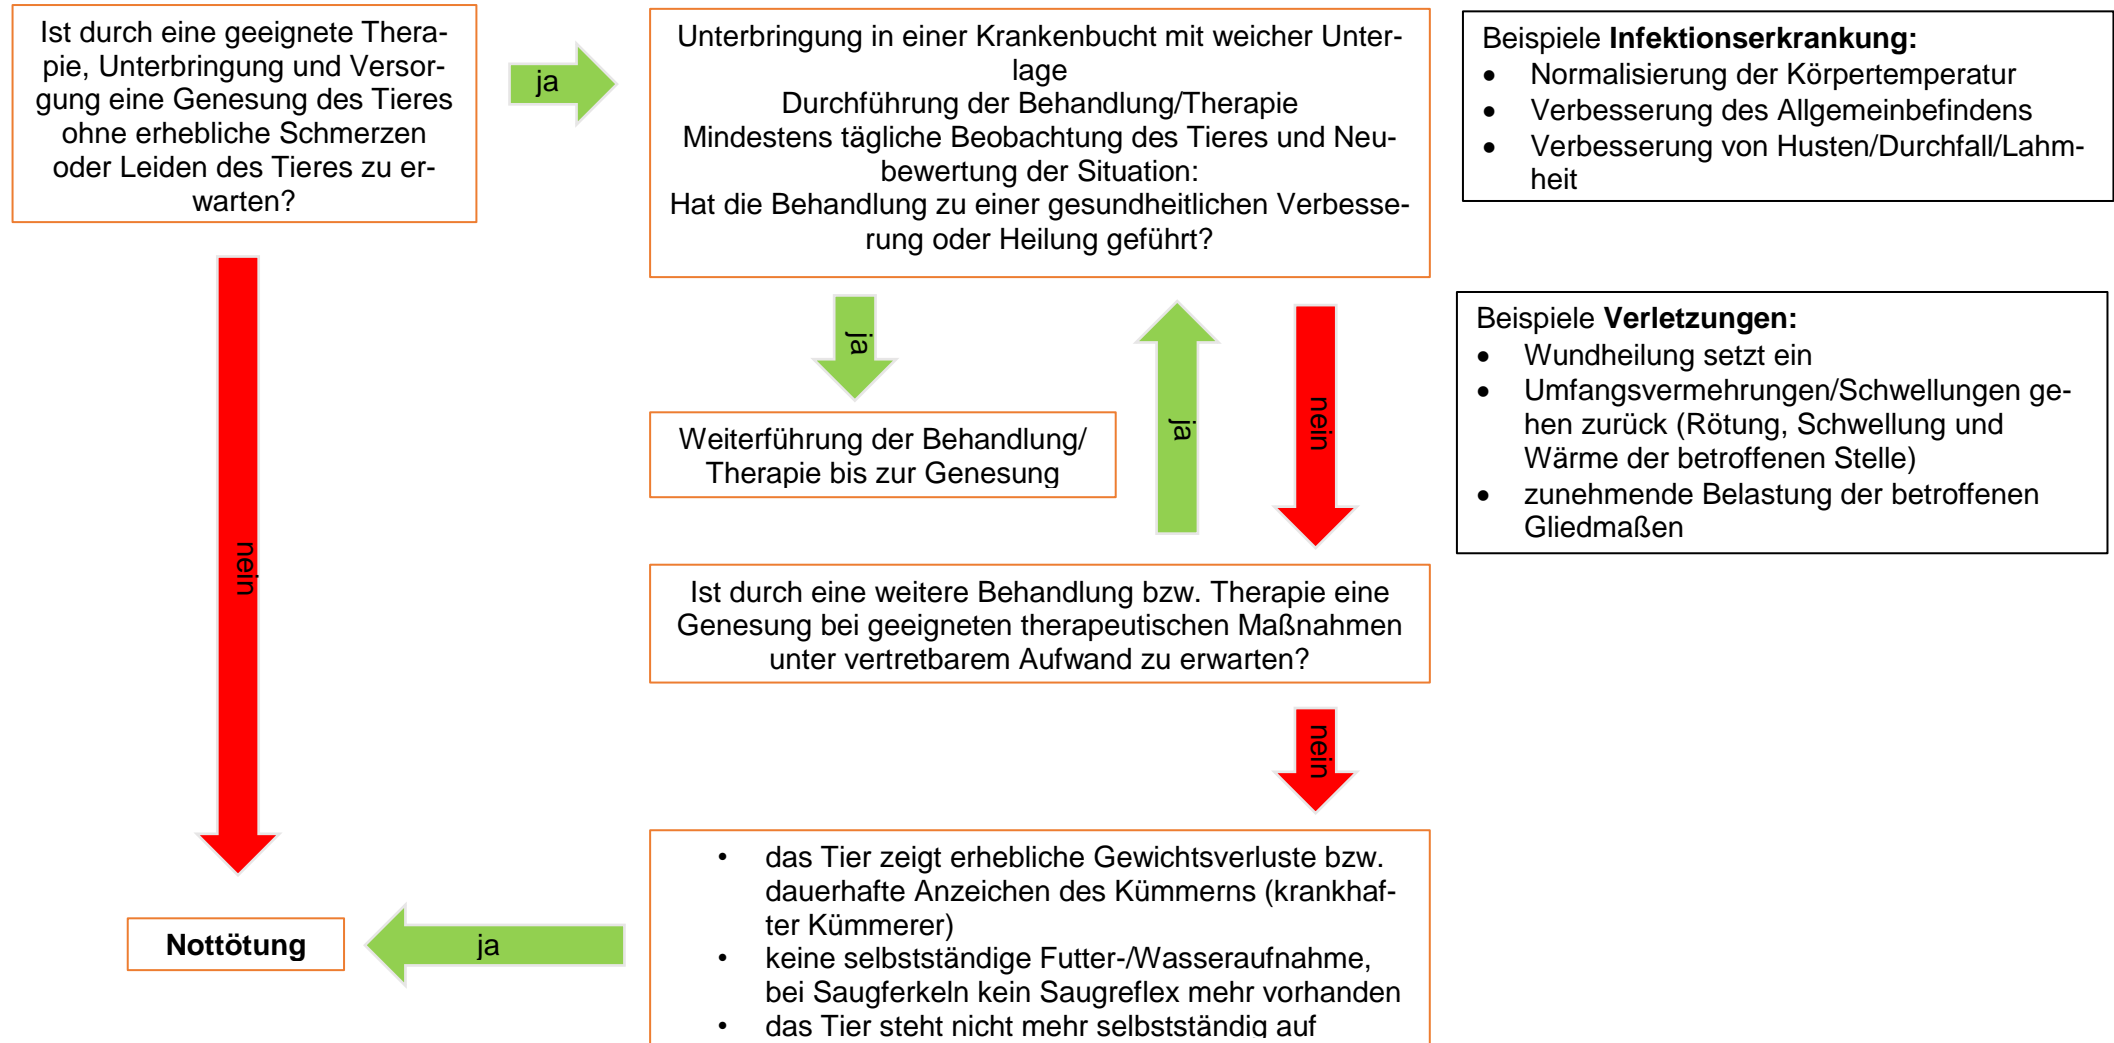 Ist durch eine geeignete Thera-
pie, Unterbringung und Versor-
gung eine Genesung des Tieres
ohne erhebliche Schmerzen
oder Leiden des Tieres zu er-
warten?
ja
Unterbringung in einer Krankenbucht mit weicher Unter-
lage
Durchführung der Behandlung/Therapie
Mindestens tägliche Beobachtung des Tieres und Neu-
bewertung der Situation:
Hat die Behandlung zu einer gesundheitlichen Verbesse-
rung oder Heilung geführt?
Beispiele Infektionserkrankung:
• Normalisierung der Körpertemperatur
• Verbesserung des Allgemeinbefindens
• Verbesserung von Husten/Durchfall/Lahm-
heit
Beispiele Verletzungen:
• Wundheilung setzt ein
• Umfangsvermehrungen/Schwellungen ge-
hen zurück (Rötung, Schwellung und
Wärme der betroffenen Stelle)
• zunehmende Belastung der betroffenen
Gliedmaßen
ja
ja
nein
Weiterführung der Behandlung/
Therapie bis zur Genesung
nein
Ist durch eine weitere Behandlung bzw. Therapie eine
Genesung bei geeigneten therapeutischen Maßnahmen
unter vertretbarem Aufwand zu erwarten?
nein
• das Tier zeigt erhebliche Gewichtsverluste bzw.
dauerhafte Anzeichen des Kümmerns (krankhaf-
ter Kümmerer)
• keine selbstständige Futter-/Wasseraufnahme,
bei Saugferkeln kein Saugreflex mehr vorhanden
• das Tier steht nicht mehr selbstständig auf
ja
Nottötung